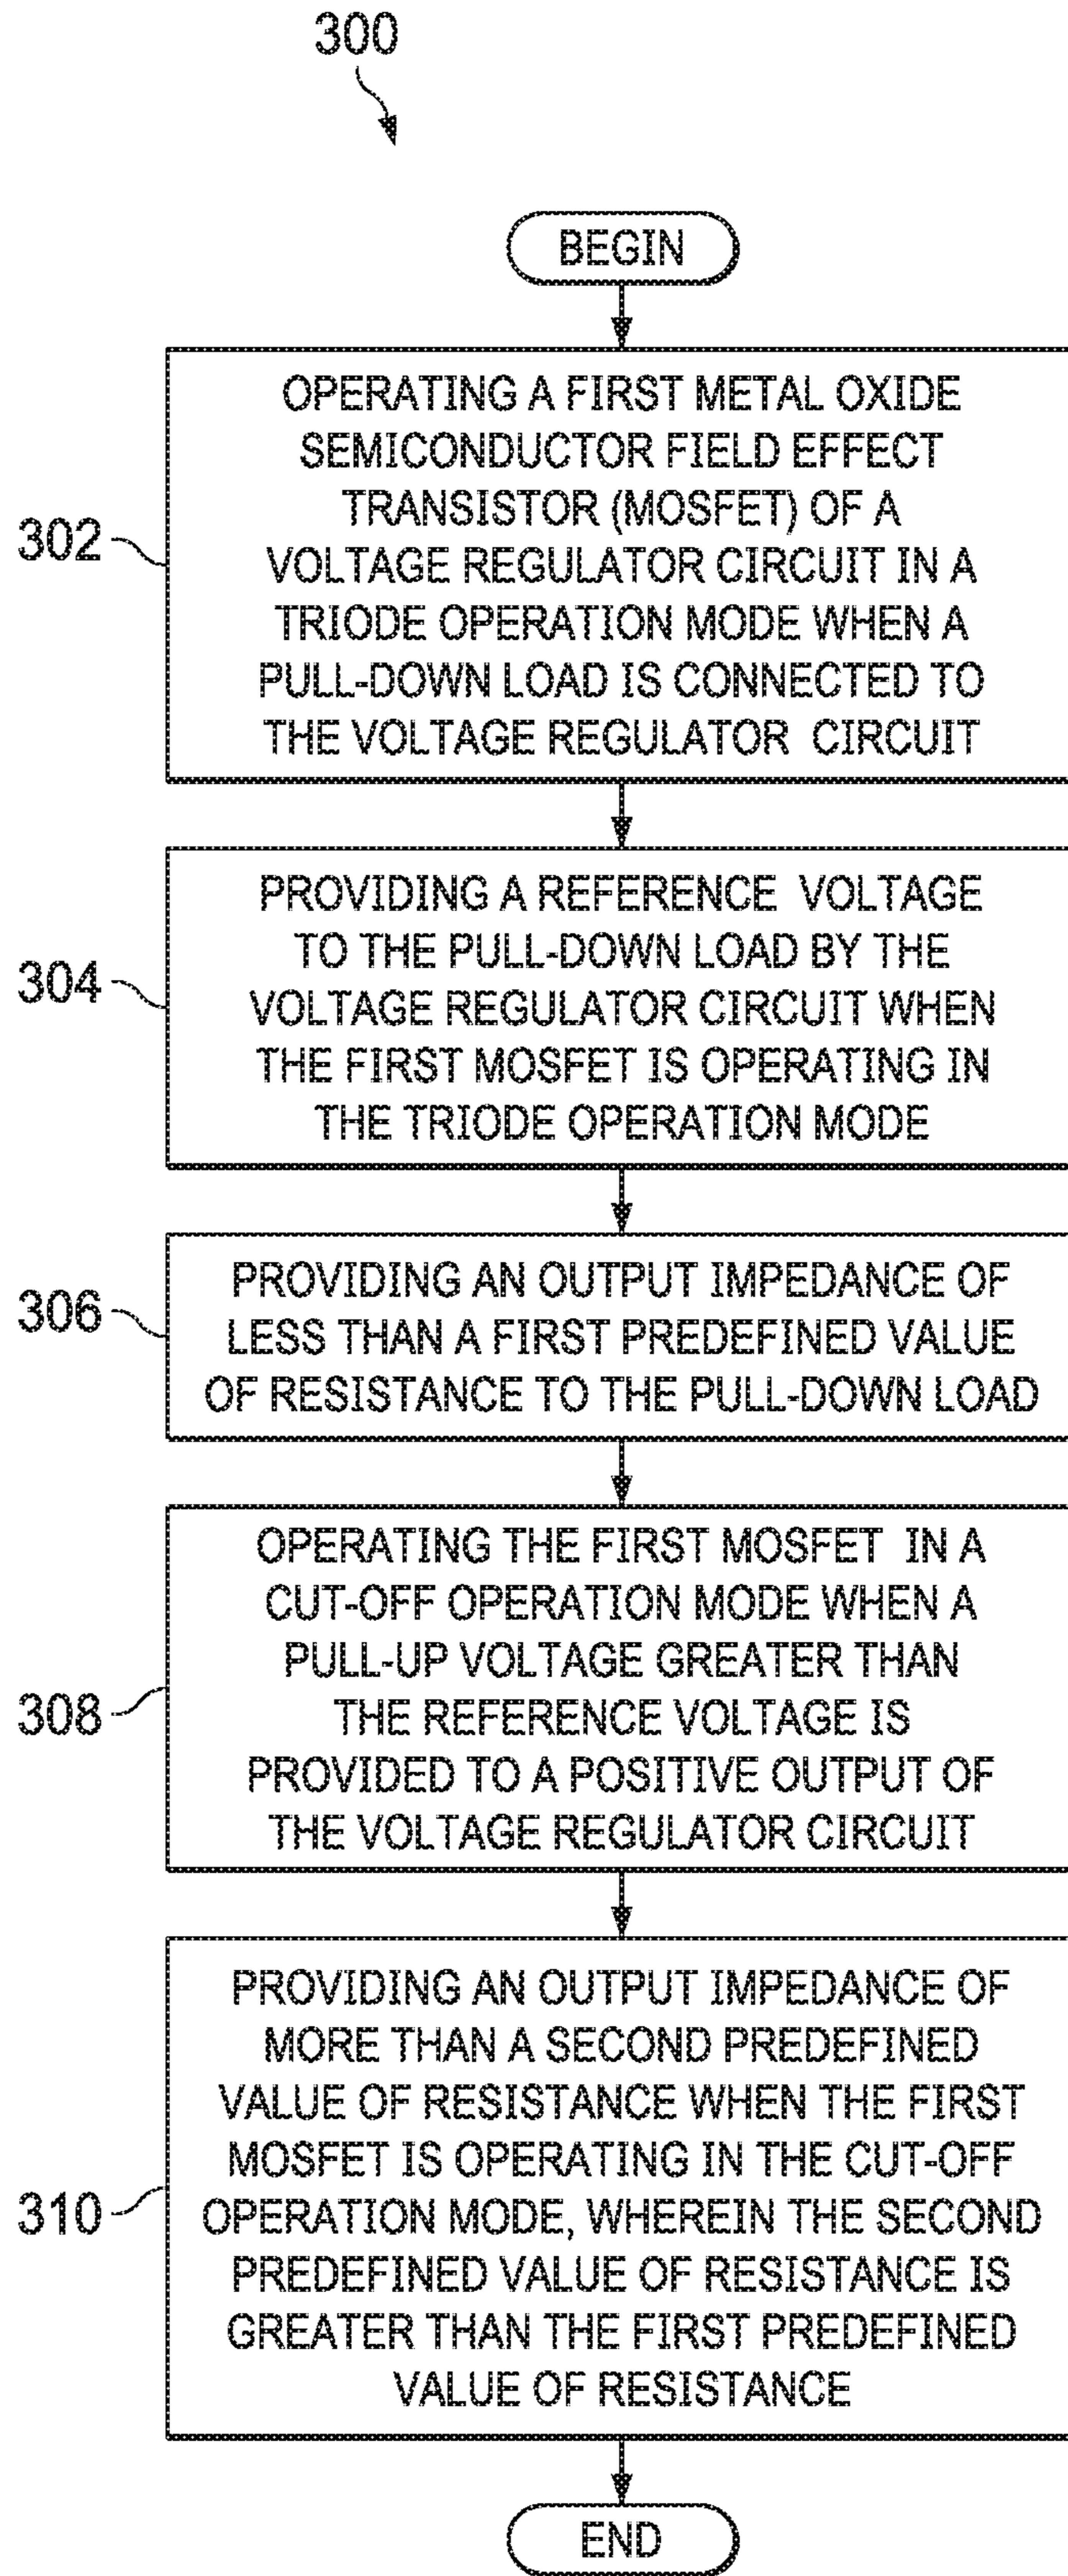 300
BEGIN
302
OPERATING A FIRST METAL OXIDE
SEMICONDUCTOR FIELD EFFECT
TRANSISTOR (MOSFET) OF A
VOLTAGE REGULATOR CIRCUIT IN A
TRIODE OPERATION MODE WHEN A
PULL-DOWN LOAD IS CONNECTED TO
THE VOLTAGE REGULATOR CIRCUIT
304
PROVIDING A REFERENCE VOLTAGE
TO THE PULL-DOWN LOAD BY THE
VOLTAGE REGULATOR CIRCUIT WHEN
THE FIRST MOSFET IS OPERATING IN
THE TRIODE OPERATION MODE
306
PROVIDING AN OUTPUT IMPEDANCE OF
LESS THAN A FIRST PREDEFINED VALUE
OF RESISTANCE TO THE PULL-DOWN LOAD
308
OPERATING THE FIRST MOSFET IN A
CUT-OFF OPERATION MODE WHEN A
PULL-UP VOLTAGE GREATER THAN
THE REFERENCE VOLTAGE IS
PROVIDED TO A POSITIVE OUTPUT OF
THE VOLTAGE REGULATOR CIRCUIT
310
PROVIDING AN OUTPUT IMPEDANCE OF
MORE THAN A SECOND PREDEFINED
VALUE OF RESISTANCE WHEN THE FIRST
MOSFET IS OPERATING IN THE CUT-OFF
OPERATION MODE, WHEREIN THE SECOND
PREDEFINED VALUE OF RESISTANCE IS
GREATER THAN THE FIRST PREDEFINED
VALUE OF RESISTANCE
END